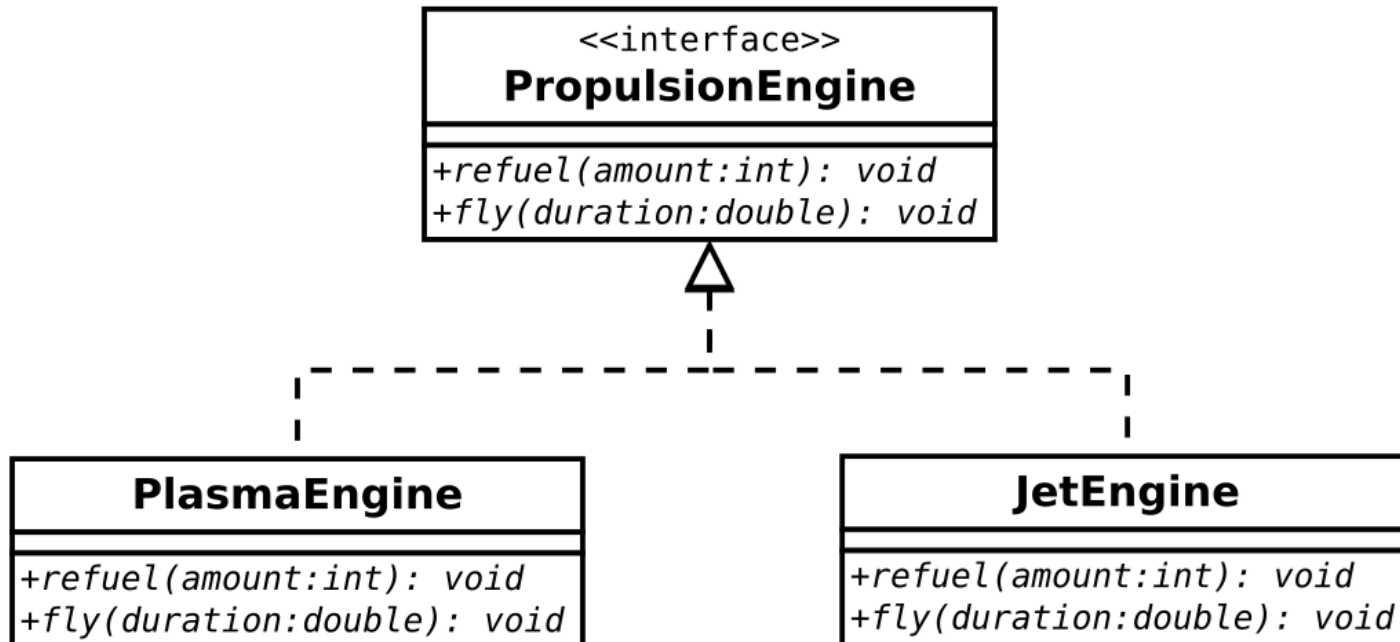 <<interface>>
PropulsionEngine
+refuel(amount:int): void
+fly(duration:double): void
PlasmaEngine
+refuel(amount:int): void
+fly(duration:double): void
JetEngine
+refuel(amount:int): void
+fly(duration:double): void